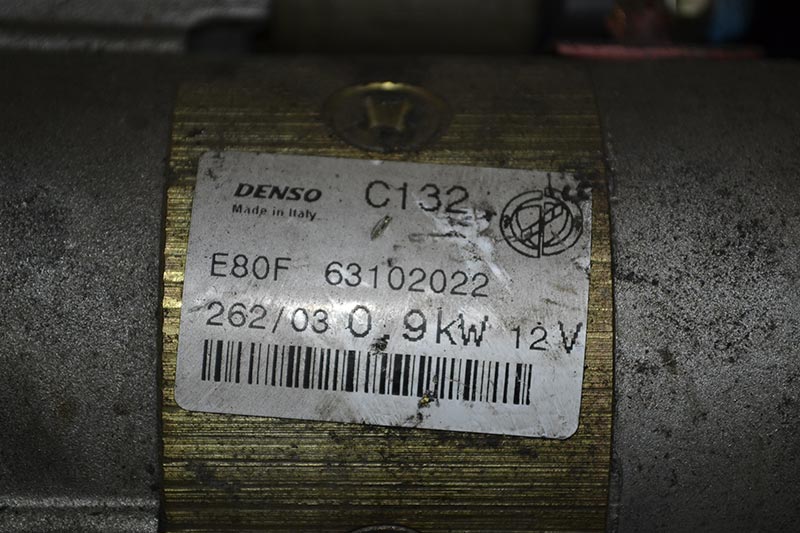 DENSO C132
Made in Italy
E80F 63102022
262/03 0.9kW 12V